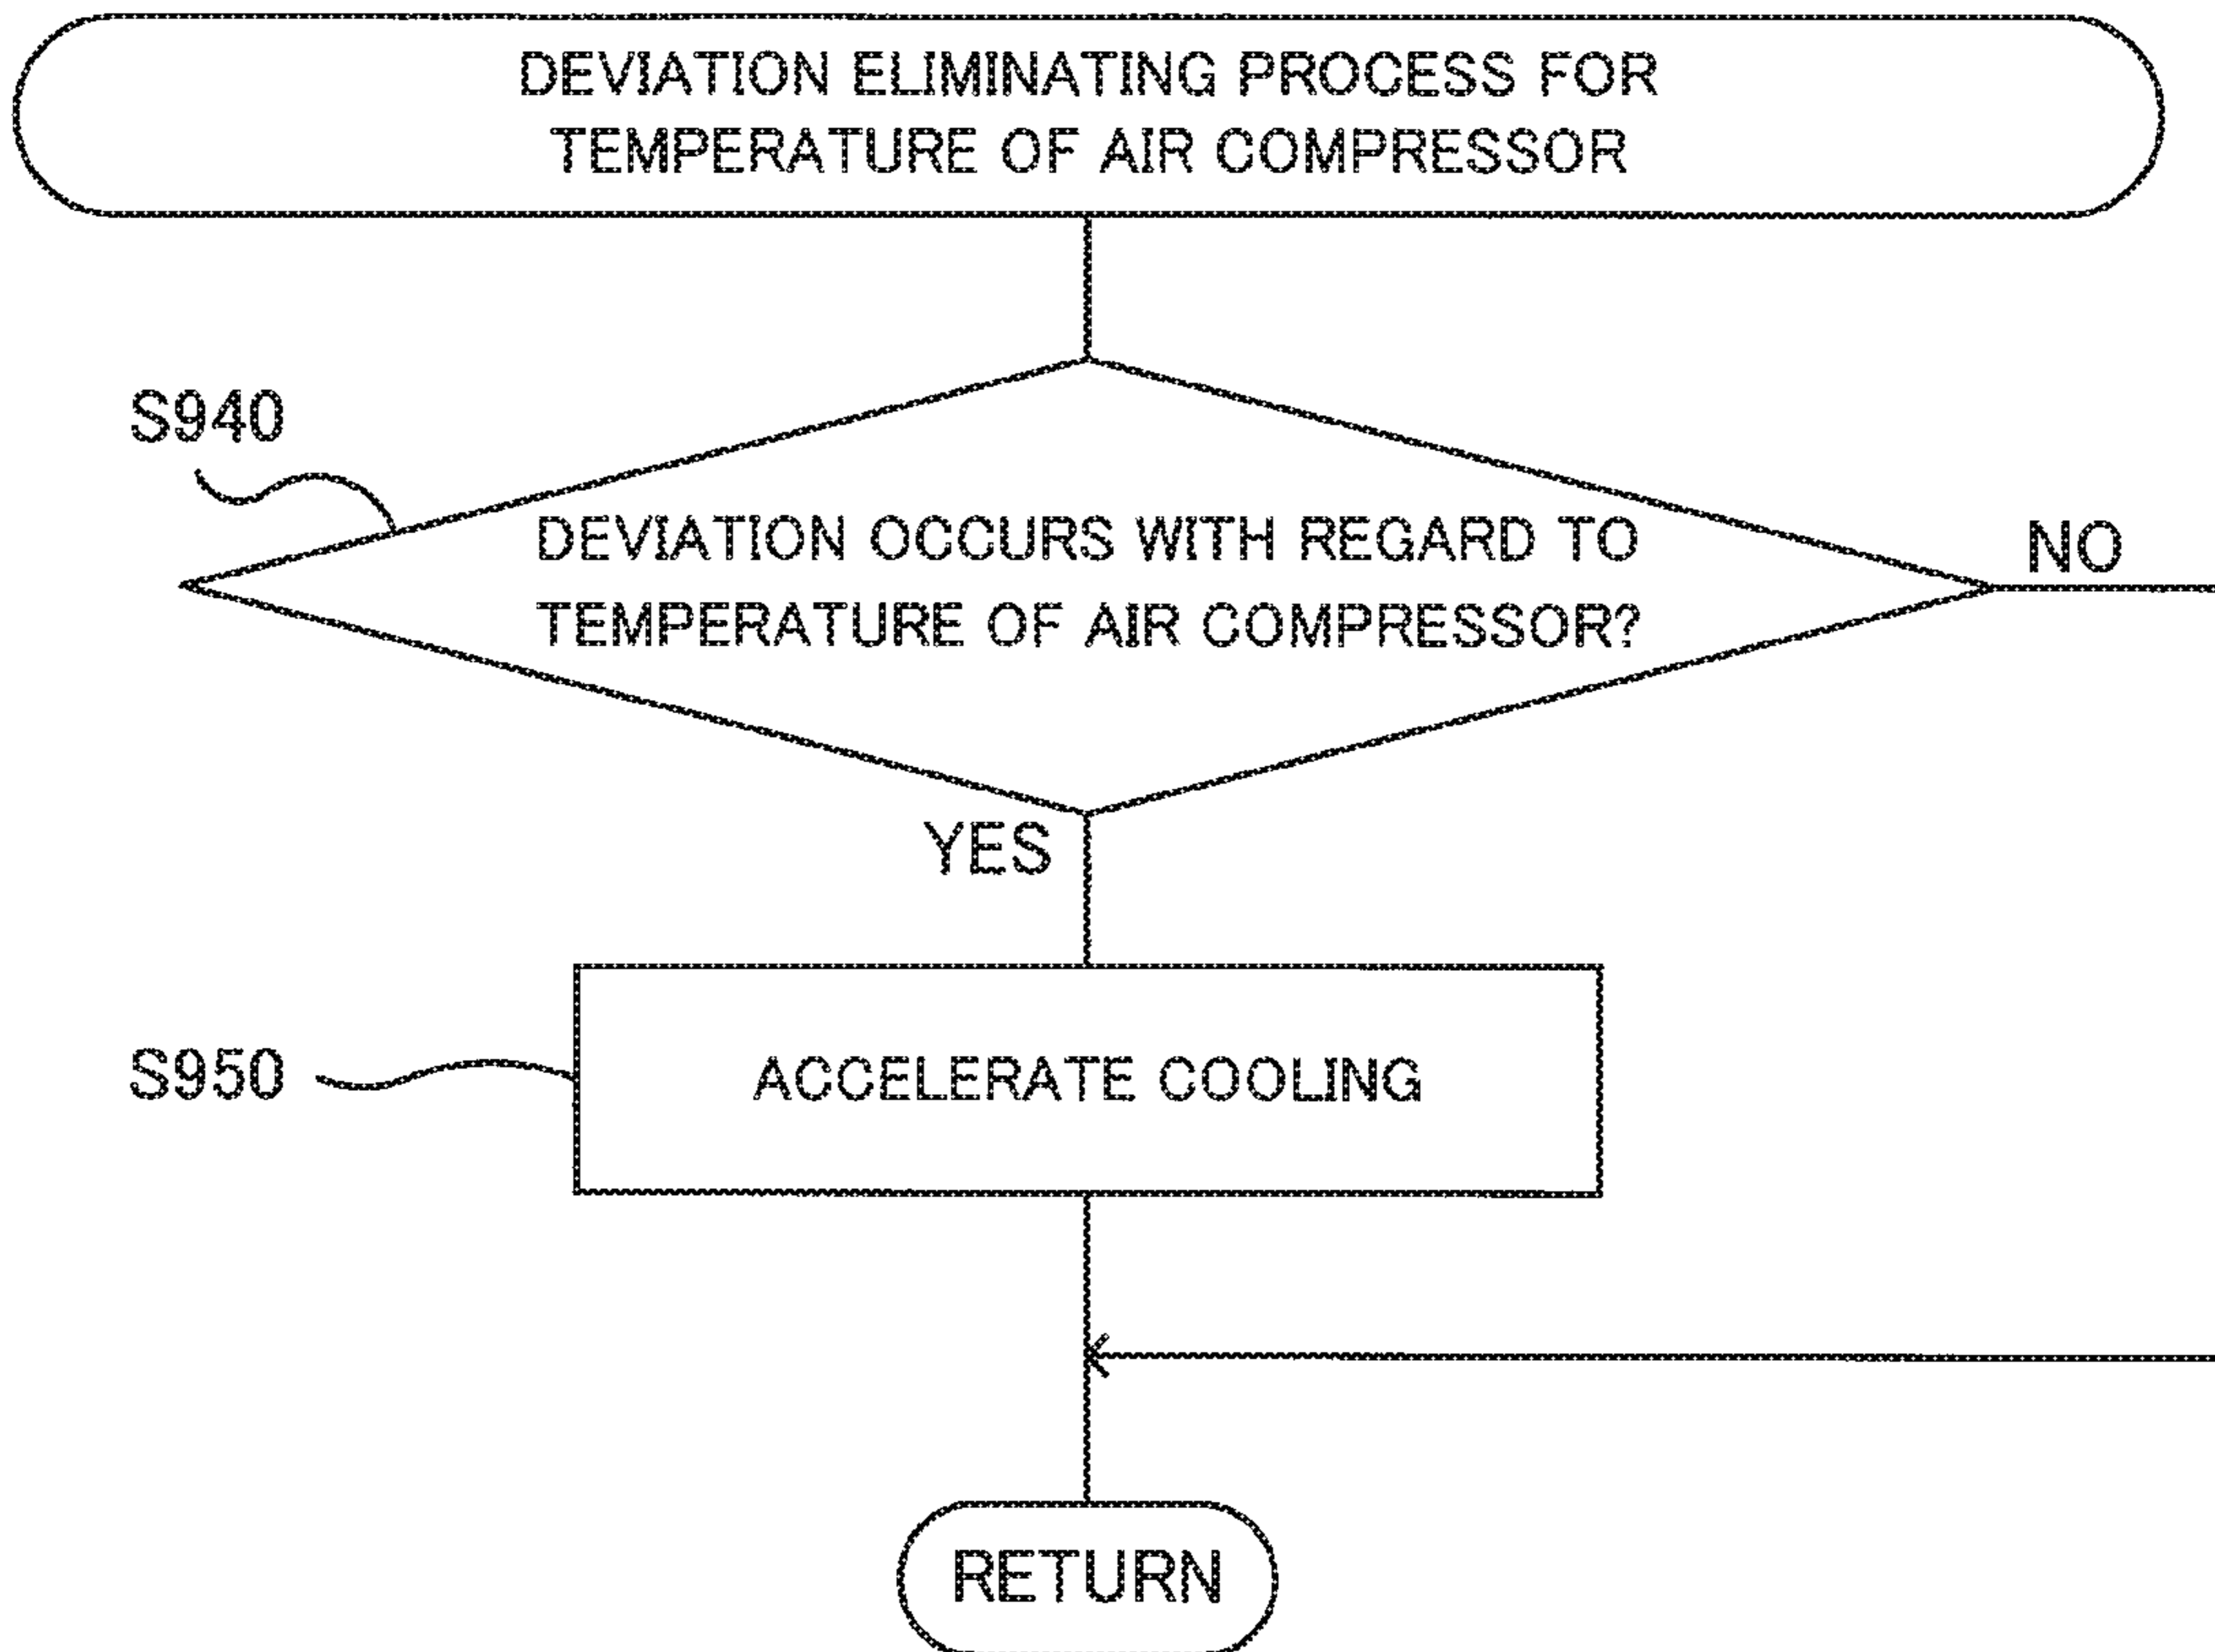 DEVIATION ELIMINATING PROCESS FOR
TEMPERATURE OF AIR COMPRESSOR
S940
DEVIATION OCCURS WITH REGARD TO
TEMPERATURE OF AIR COMPRESSOR?
NO
YES
S950
ACCELERATE COOLING
RETURN